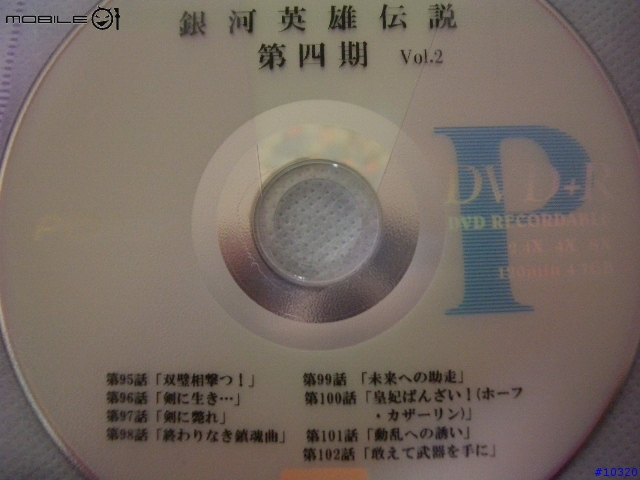 MOBILE01
銀河英雄伝説
第四期 Vol.2
DVD+R
DVD RECORDABLE
P
第95話「双璧相撃つ！」
第96話「剣に生き…」
第97話「剣に斃れ」
第98話「終わりなき鎮魂曲」
第99話 「未来への助走」
第100話 「皇妃ばんざい！(ホーフ
・カザーリン)」
第101話 「動乱への誘い」
第102話 「敢えて武器を手に」
#10320